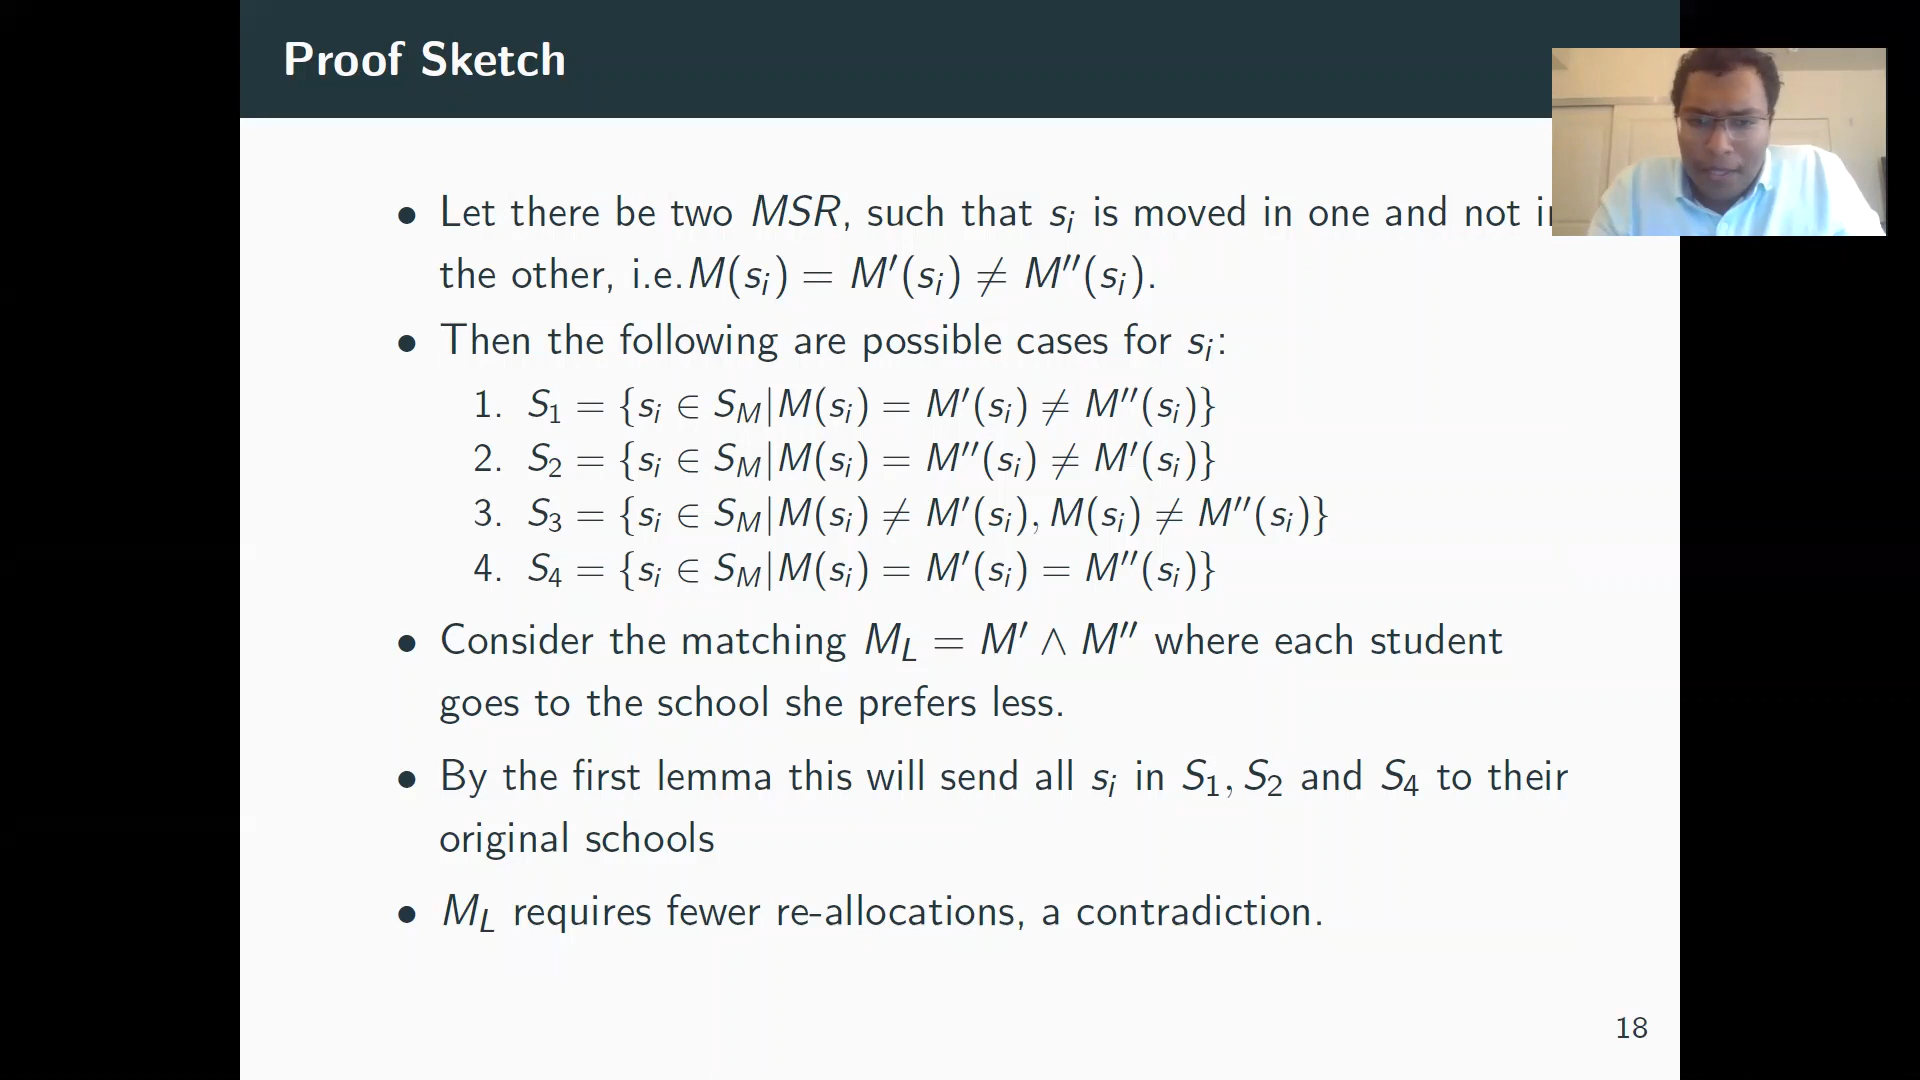 Proof Sketch
• Let there be two MSR, such that sᵢ is moved in one and not
the other, i.e.M(sᵢ) = M′(sᵢ) ≠ M′′(sᵢ).
• Then the following are possible cases for sᵢ:
1. S₁ = {sᵢ ∈ S_M|M(sᵢ) = M′(sᵢ) ≠ M′′(sᵢ)}
2. S₂ = {sᵢ ∈ S_M|M(sᵢ) = M′′(sᵢ) ≠ M′(sᵢ)}
3. S₃ = {sᵢ ∈ S_M|M(sᵢ) ≠ M′(sᵢ), M(sᵢ) ≠ M′′(sᵢ)}
4. S₄ = {sᵢ ∈ S_M|M(sᵢ) = M′(sᵢ) = M′′(sᵢ)}
• Consider the matching M_L = M′ ∧ M′′ where each student
goes to the school she prefers less.
• By the first lemma this will send all sᵢ in S₁, S₂ and S₄ to their
original schools
• M_L requires fewer re-allocations, a contradiction.
18